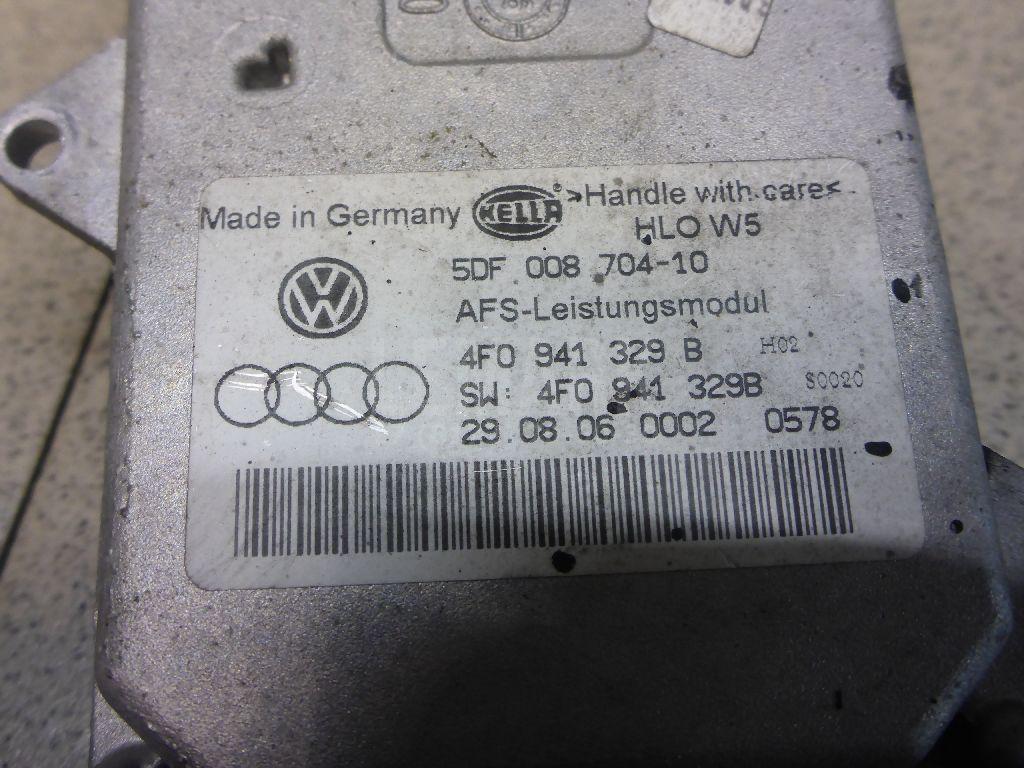 Made in Germany HELLA ® >Handle with care<
HLO W5
5DF 008 704-10
AFS-Leistungsmodul
4F0 941 329 B H02
SW: 4F0 941 329B S0020
29.08.06 0002 0578